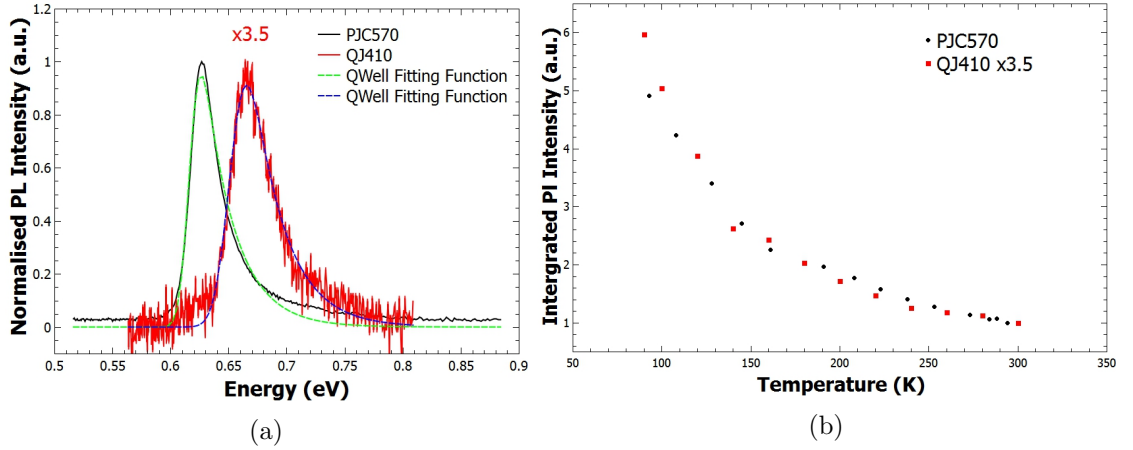 1.2
1
0.8
0.6
0.4
0.2
0
0.5
0.55
0.6
0.65
0.7
0.75
0.8
0.85
0.9
Normalised PL Intensity (a.u.)
Energy (eV)
x3.5
PJC570
QJ410
QWell Fitting Function
QWell Fitting Function
(a)
6
5
4
3
2
1
50
100
150
200
250
300
350
Intergrated Pl Intensity (a.u.)
Temperature (K)
PJC570
QJ410 x3.5
(b)